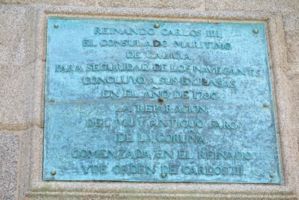 REINANDO CARLOS IIII,
EL CONSULADO MARITIMO
DE GALICIA
PARA SEGURIDAD DE LOS NAVEGANTES
CONCLUYO A SUS EXPENSAS
EN EL AÑO DE 1790
LA REPARACION
DEL MUY ANTIGUO FARO
DE LA CORUÑA
COMENZADA EN EL REINADO
Y DE ORDEN DE CARLOS III.